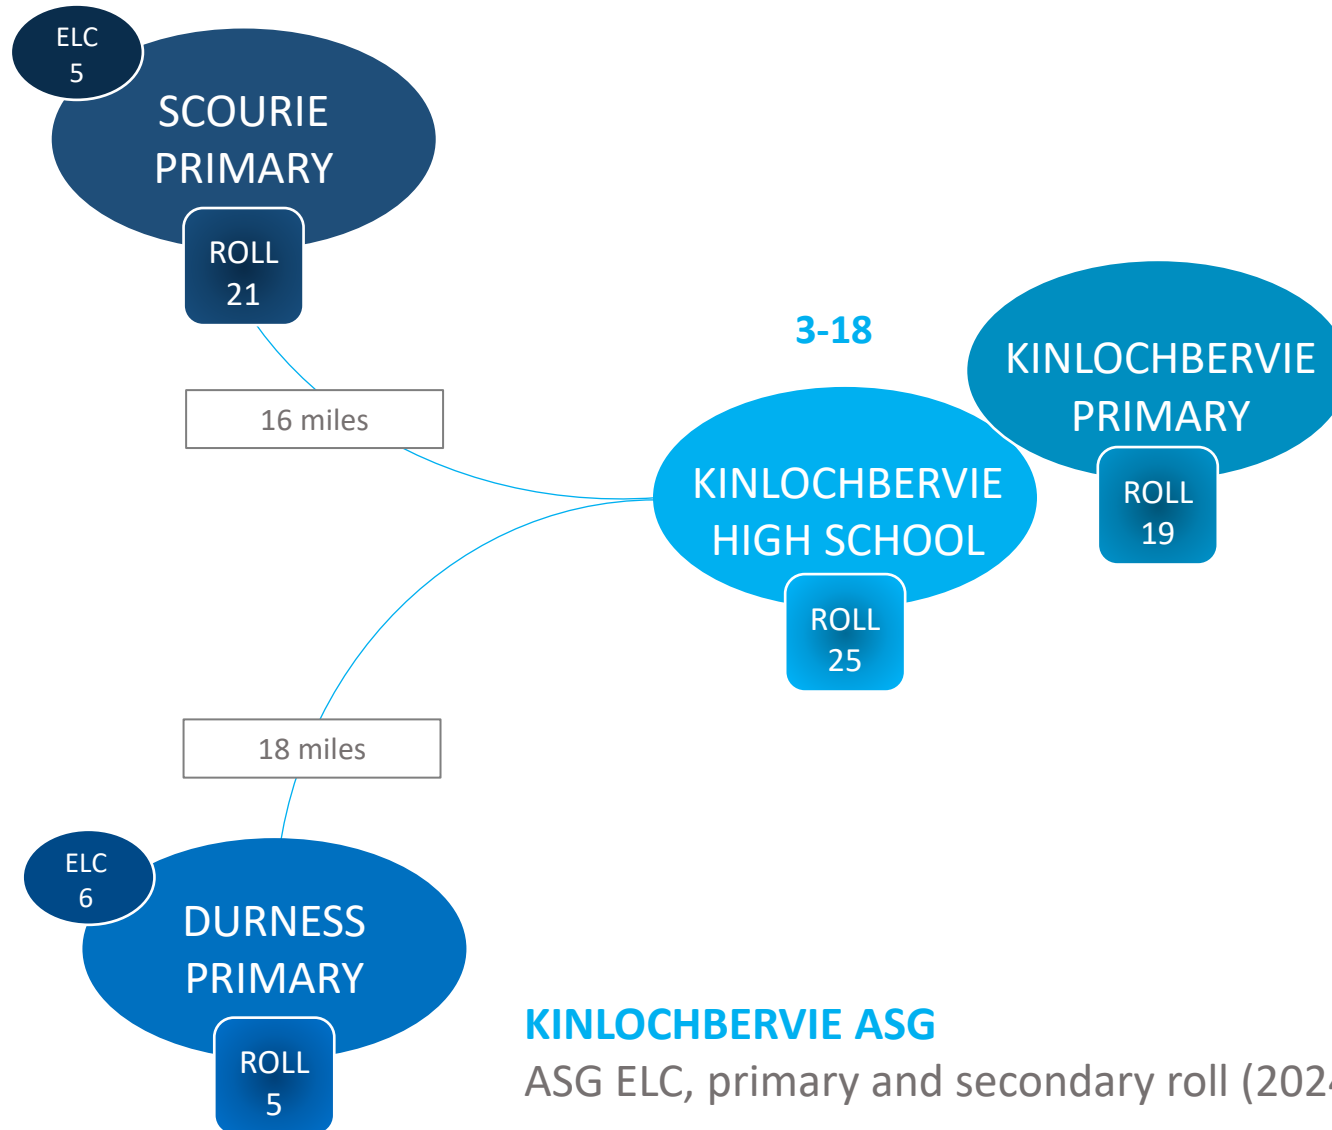 ELC
5
SCOURIE
PRIMARY
ROLL
21
16 miles
3-18
KINLOCHBERVIE
PRIMARY
ROLL
19
KINLOCHBERVIE
HIGH SCHOOL
ROLL
25
18 miles
ELC
6
DURNESS
PRIMARY
ROLL
5
KINLOCHBERVIE ASG
ASG ELC, primary and secondary roll (2024